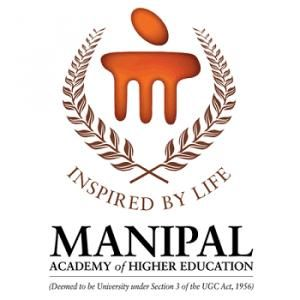 INSPIRED BY LIFE
MANIPAL
ACADEMY of HIGHER EDUCATION
(Deemed to be University under Section 3 of the UGC Act, 1956)